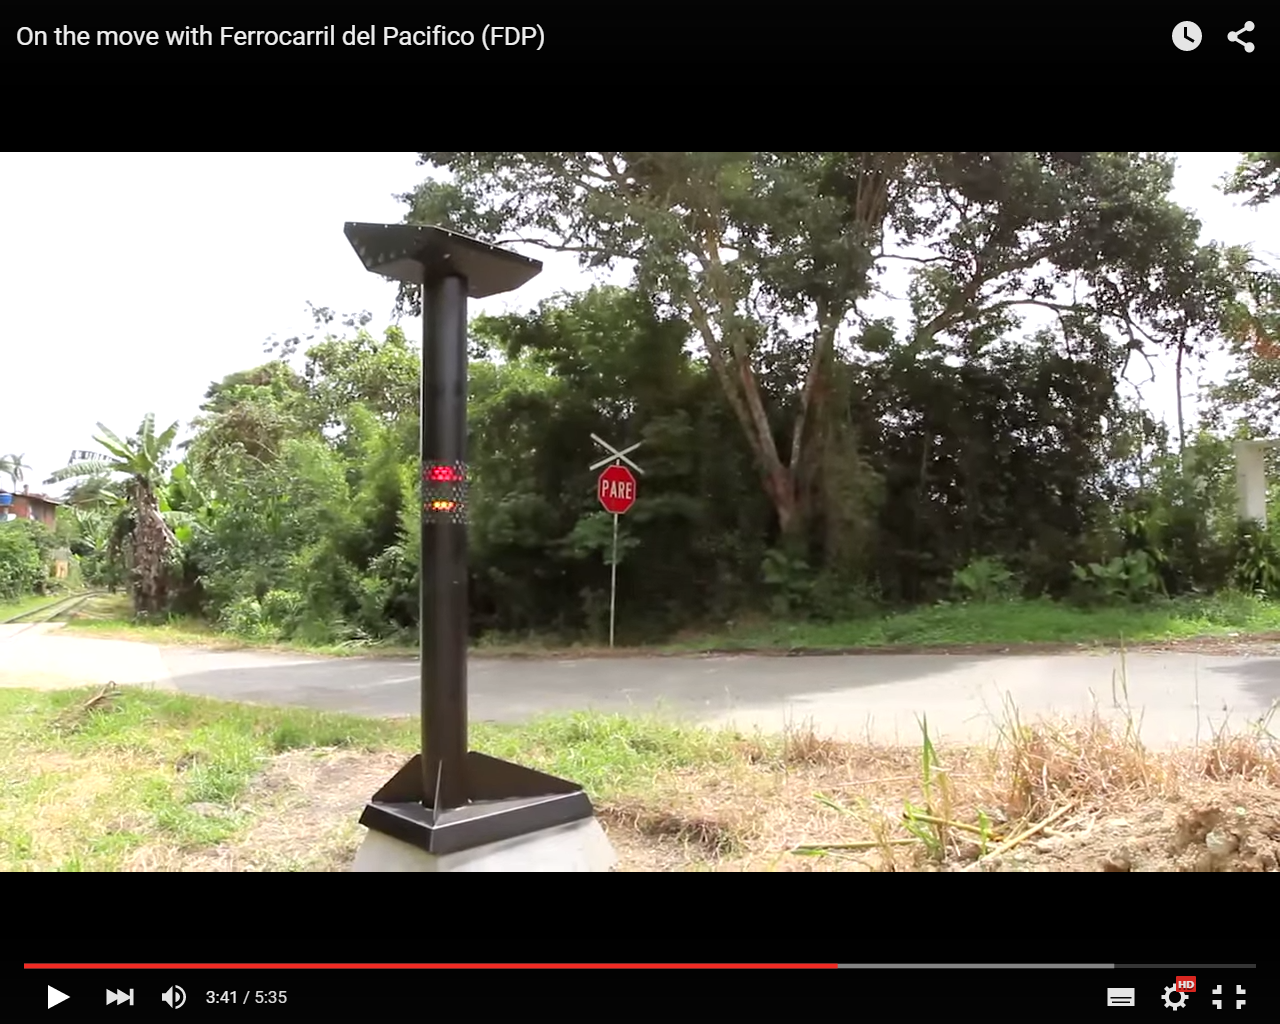 On the move with Ferrocarril del Pacifico (FDP)
PARE
3:41 / 5:35
HD